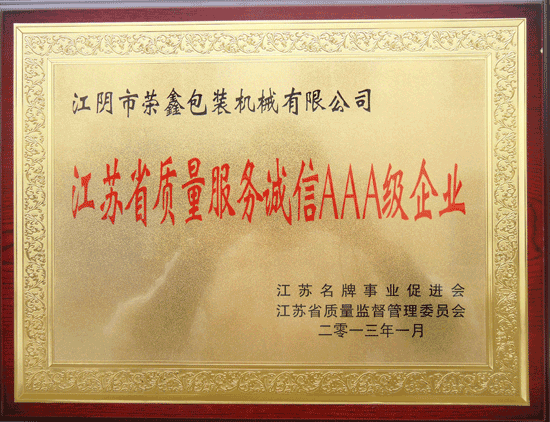 江阴市荣鑫包装机械有限公司
江苏省质量服务诚信AAA级企业
江苏名牌事业促进会
江苏省质量监督管理委员会
二零一三年一月